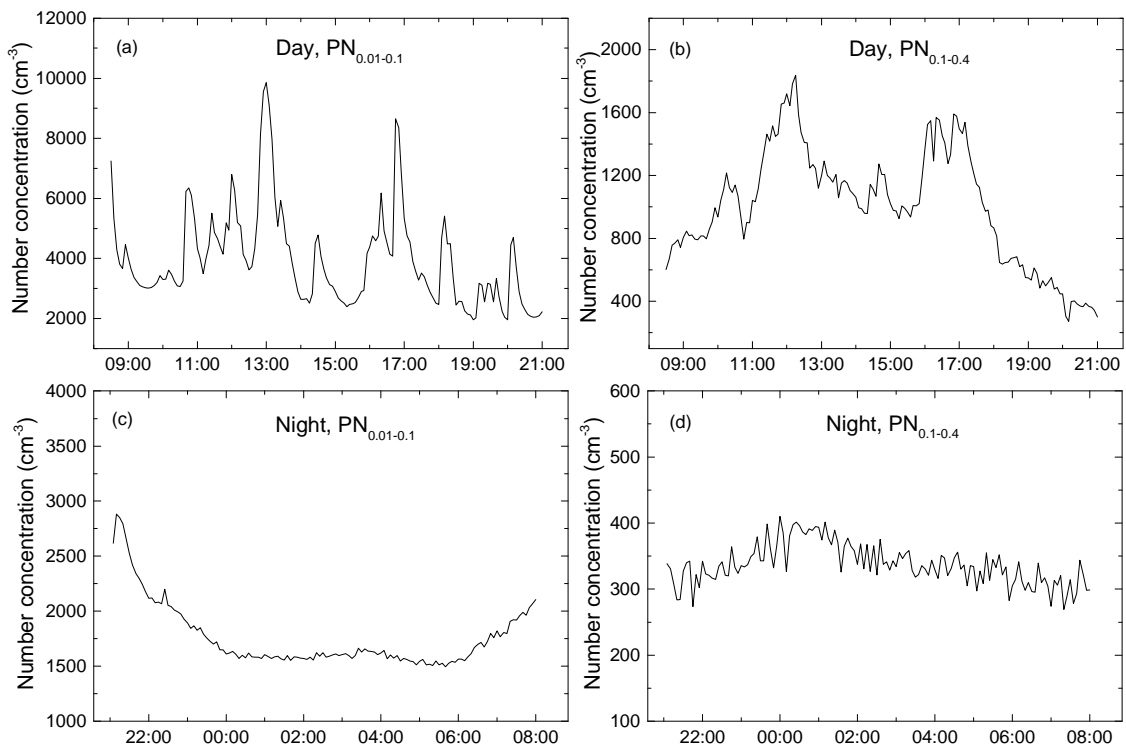 (a) Day, PN0.01-0.1
Number concentration (cm-3)
12000
10000
8000
6000
4000
2000
09:00 11:00 13:00 15:00 17:00 19:00 21:00
(b) Day, PN0.1-0.4
Number concentration (cm-3)
2000
1600
1200
800
400
09:00 11:00 13:00 15:00 17:00 19:00 21:00
(c) Night, PN0.01-0.1
Number concentration (cm-3)
4000
3500
3000
2500
2000
1500
1000
22:00 00:00 02:00 04:00 06:00 08:00
(d) Night, PN0.1-0.4
Number concentration (cm-3)
600
500
400
300
200
100
22:00 00:00 02:00 04:00 06:00 08:00